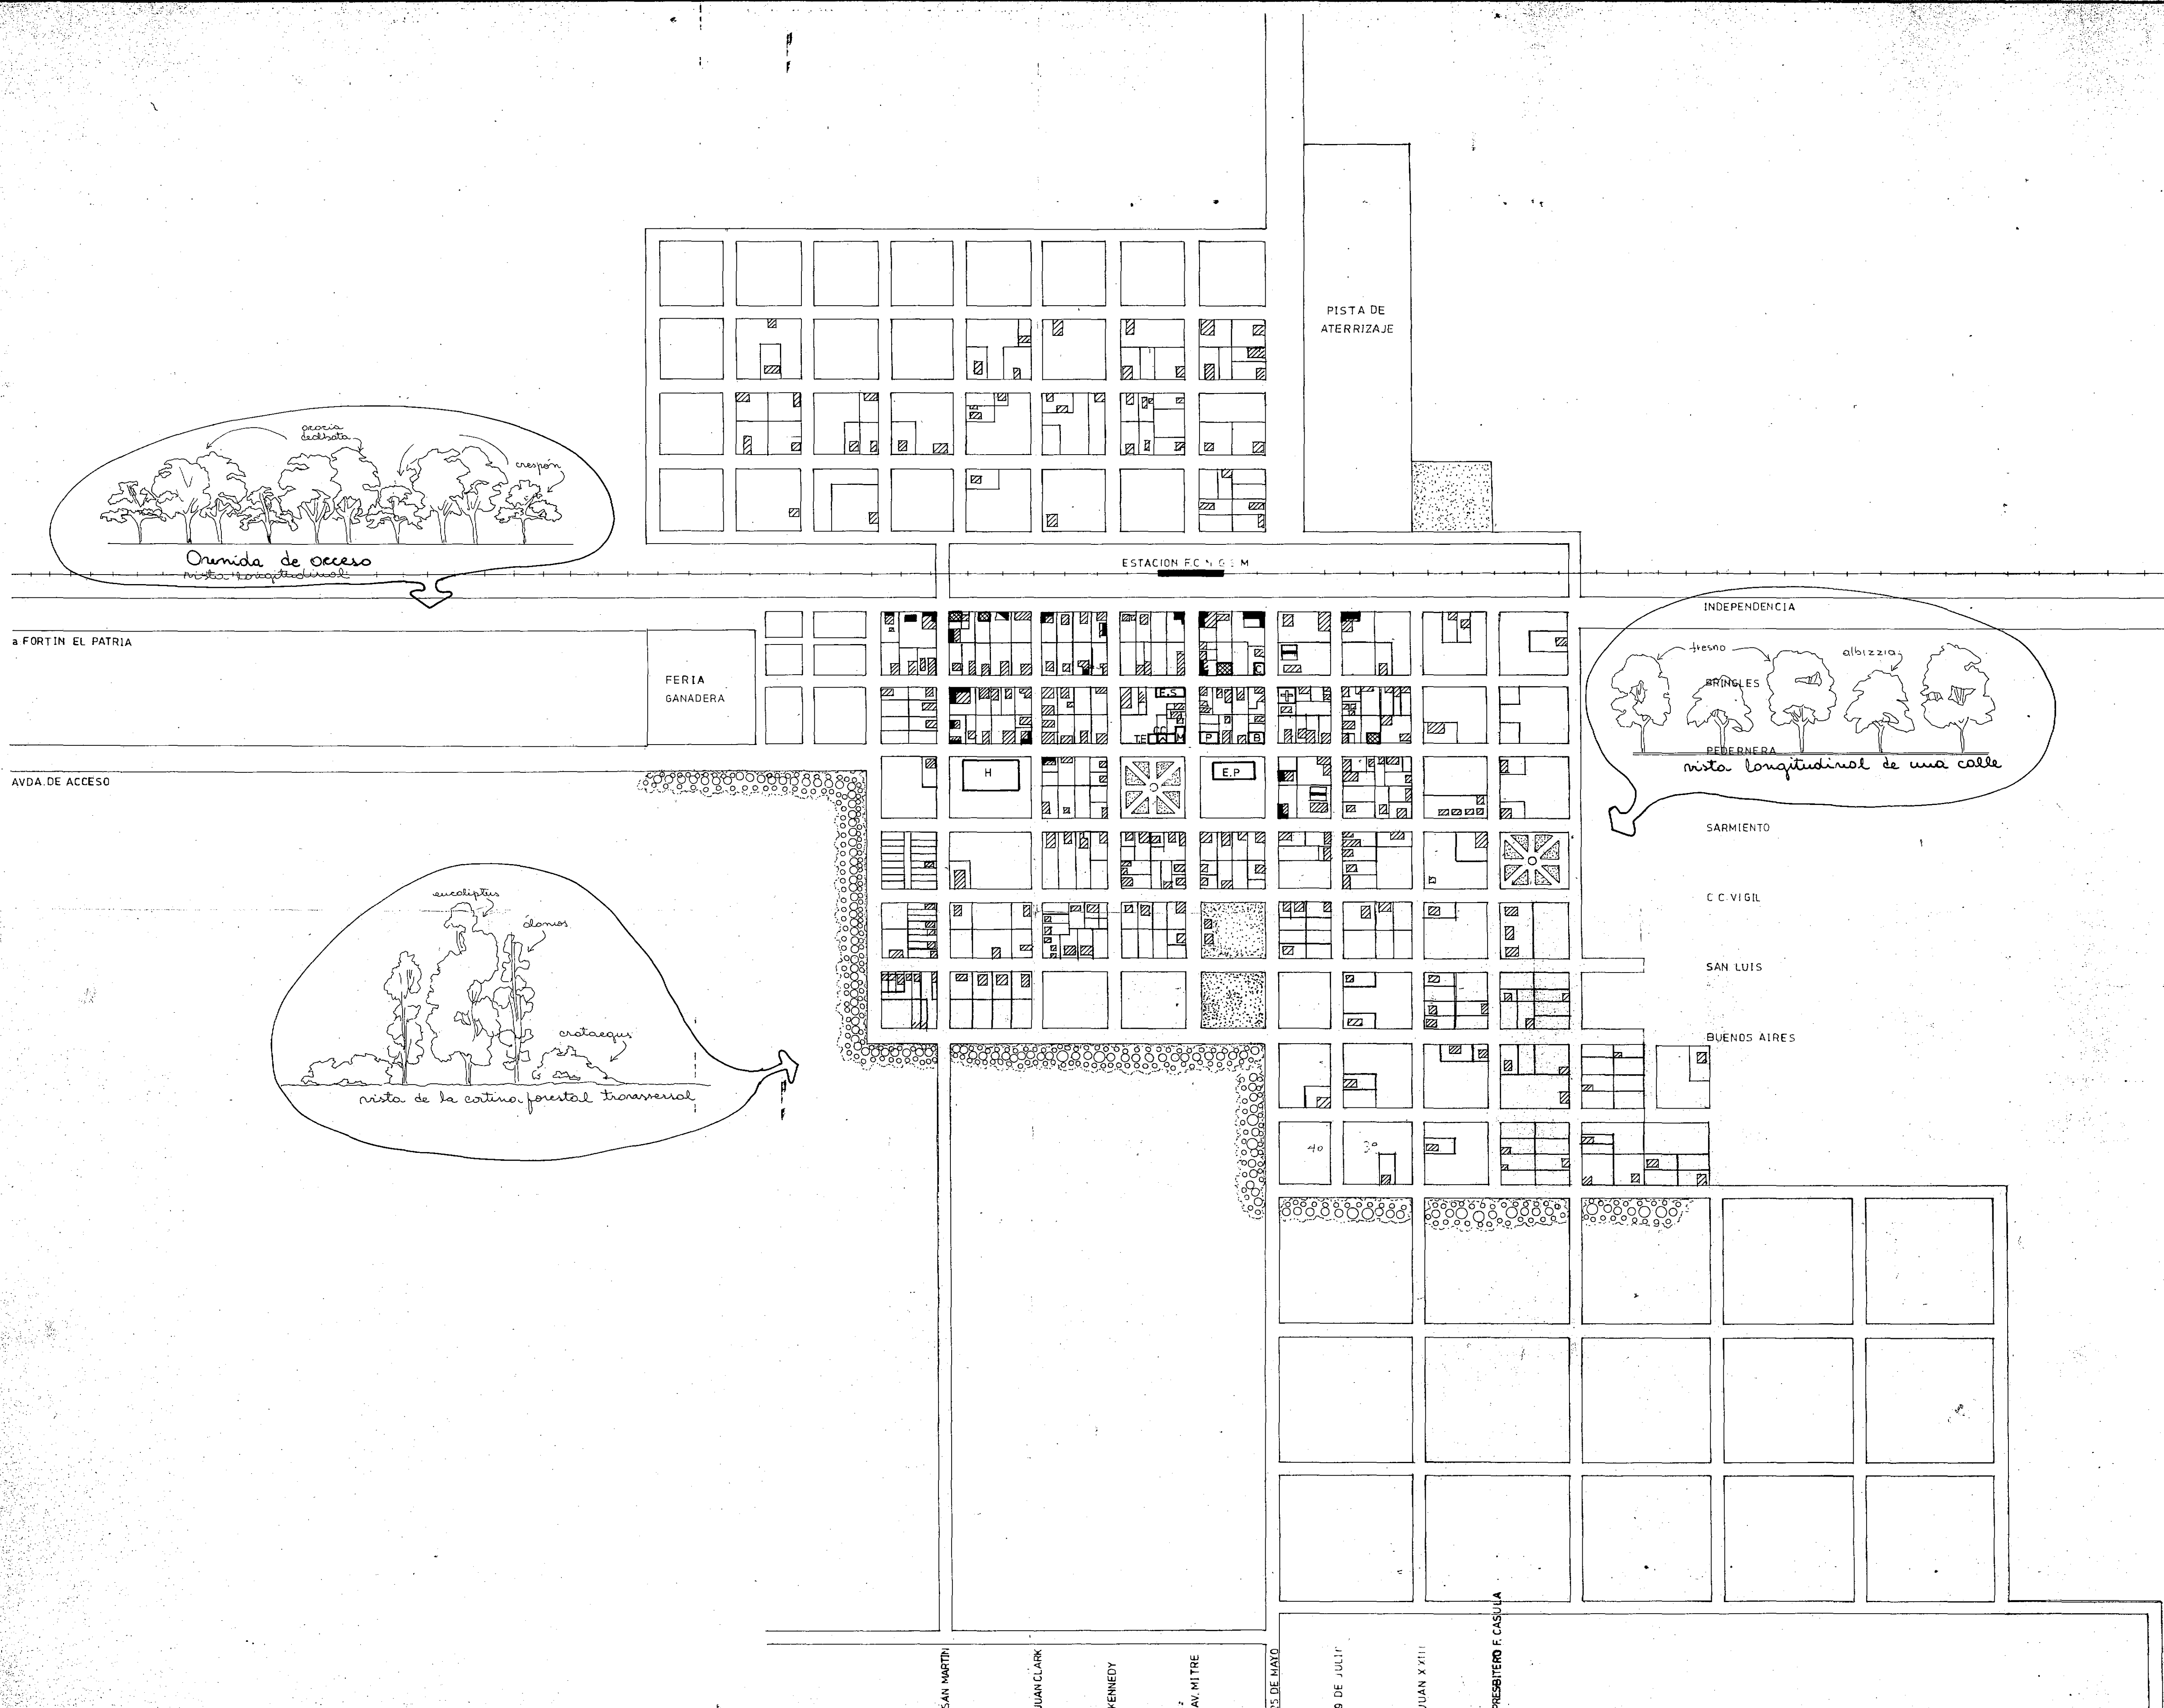 PISTA DE
ATERRIZAJE
acacia
dealbata
crespón
Avenida de acceso
vista longitudinal
ESTACION F.C
M
INDEPENDENCIA
a FORTIN EL PATRIA
fresno
albizzia
FERIA
GANADERA
BRINGLES
E.S
T.E
M
P
B
PEDERNERA
vista longitudinal de una calle
H
E.P
AVDA. DE ACCESO
SARMIENTO
eucaliptus
álamos
C C. VIGIL
SAN LUIS
crataegus
BUENOS AIRES
vista de la cortina forestal transversal
40
SAN MARTIN
JUAN CLARK
KENNEDY
AV. MITRE
25 DE MAYO
9 DE JULIO
JUAN XXIII
PRESBITERO F. CASULA